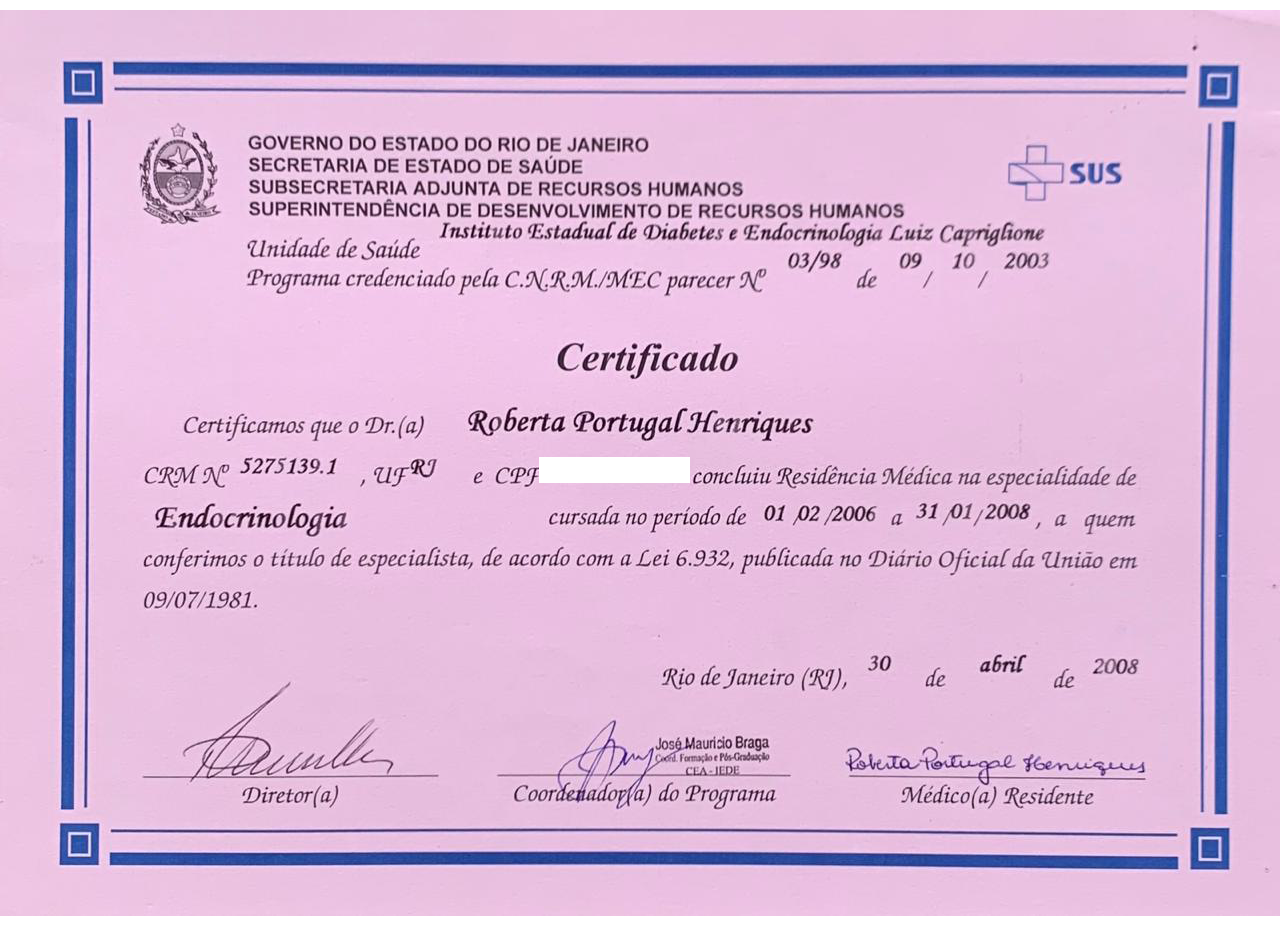 GOVERNO DO ESTADO DO RIO DE JANEIRO
SECRETARIA DE ESTADO DE SAÚDE
SUBSECRETARIA ADJUNTA DE RECURSOS HUMANOS
SUPERINTENDÊNCIA DE DESENVOLVIMENTO DE RECURSOS HUMANOS
SUS
Unidade de Saúde Instituto Estadual de Diabetes e Endocrinologia Luiz Capriglione
Programa credenciado pela C.N.R.M./MEC parecer Nº 03/98 de 09 / 10 / 2003
Certificado
Certificamos que o Dr.(a) Roberta Portugal Henriques
CRM Nº 5275139.1 , UF RJ e CPF concluiu Residência Médica na especialidade de
Endocrinologia cursada no período de 01 /02 /2006 a 31 /01 /2008 , a quem
conferimos o título de especialista, de acordo com a Lei 6.932, publicada no Diário Oficial da União em
09/07/1981.
Rio de Janeiro (RJ), 30 de abril de 2008
José Mauricio Braga
Coord. Formação e Pós-Graduação
CEA - IEDE
Roberta Portugal Henriques
Diretor(a)
Coordenador(a) do Programa
Médico(a) Residente